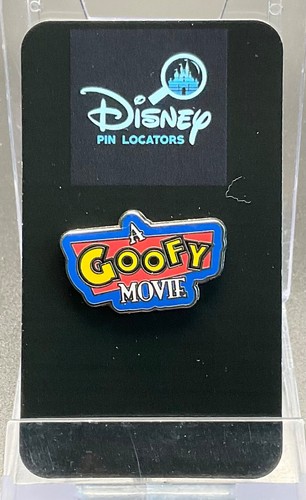 DISNEY
PIN LOCATORS
A
GOOFY
MOVIE